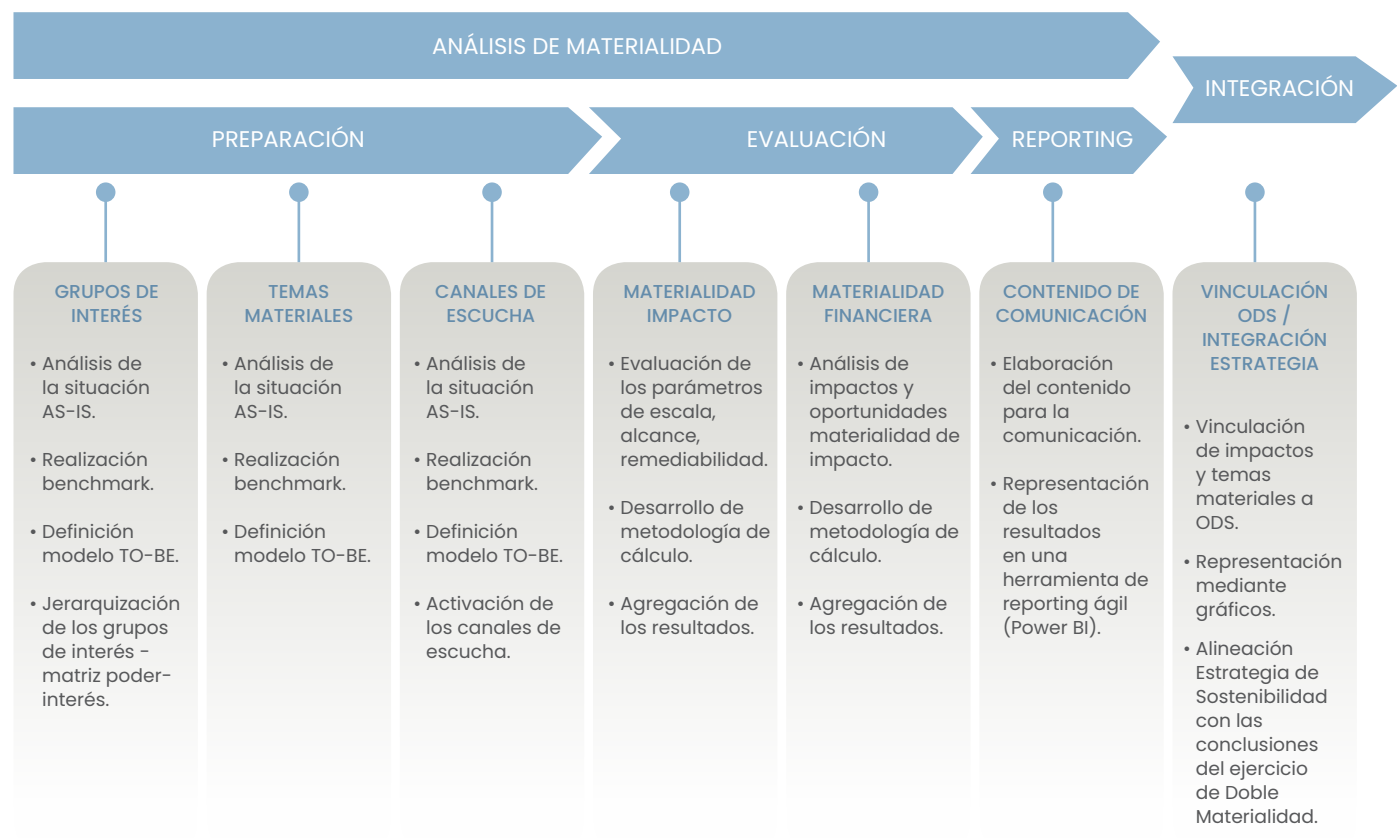 ANÁLISIS DE MATERIALIDAD
INTEGRACIÓN
PREPARACIÓN
EVALUACIÓN
REPORTING
GRUPOS DE
INTERÉS
• Análisis de
la situación
AS-IS.
• Realización
benchmark.
• Definición
modelo TO-BE.
• Jerarquización
de los grupos
de interés -
matriz poder-
interés.
TEMAS
MATERIALES
• Análisis de
la situación
AS-IS.
• Realización
benchmark.
• Definición
modelo TO-BE.
CANALES DE
ESCUCHA
• Análisis de
la situación
AS-IS.
• Realización
benchmark.
• Definición
modelo TO-BE.
• Activación de
los canales de
escucha.
MATERIALIDAD
IMPACTO
• Evaluación de
los parámetros
de escala,
alcance,
remediabilidad.
• Desarrollo de
metodología de
cálculo.
• Agregación de
los resultados.
MATERIALIDAD
FINANCIERA
• Análisis de
impactos y
oportunidades
materialidad de
impacto.
• Desarrollo de
metodología de
cálculo.
• Agregación de
los resultados.
CONTENIDO DE
COMUNICACIÓN
• Elaboración
del contenido
para la
comunicación.
• Representación
de los
resultados
en una
herramienta de
reporting ágil
(Power BI).
VINCULACIÓN
ODS /
INTEGRACIÓN
ESTRATEGIA
• Vinculación
de impactos
y temas
materiales a
ODS.
• Representación
mediante
gráficos.
• Alineación
Estrategia de
Sostenibilidad
con las
conclusiones
del ejercicio
de Doble
Materialidad.